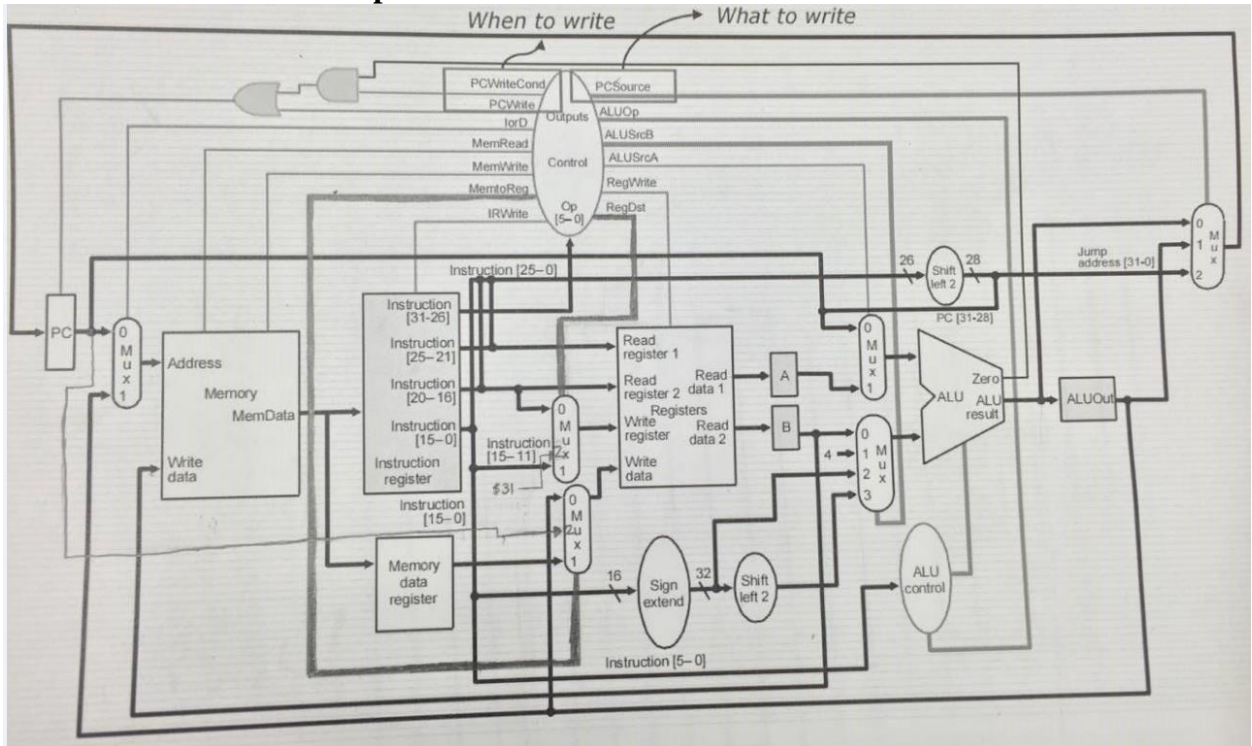 When to write
What to write
PCWriteCond
PCSource
PCWrite
Outputs
ALUOp
IorD
ALUSrcB
MemRead
ALUSrcA
MemWrite
Control
RegWrite
MemtoReg
Op
[5–0]
RegDst
IRWrite
Instruction [25–0]
26
Shift
left 2
28
Jump
address [31-0]
0
1
2
M
u
x
PC [31-28]
PC
0
M
u
x
1
Address
Memory
MemData
Write
data
Instruction
[31-26]
Instruction
[25–21]
Instruction
[20–16]
Instruction
[15–0]
Instruction
register
Instruction
[15–11]
0
M
u
x
2
1
$31
Read
register 1
Read
register 2
Registers
Write
register
Write
data
Read
data 1
Read
data 2
A
B
0
M
u
x
1
4
0
1
2
3
M
u
x
Zero
ALU
ALU
result
ALUOut
Instruction
[15–0]
0
M
2
u
x
1
Memory
data
register
16
Sign
extend
32
Shift
left 2
ALU
control
Instruction [5–0]